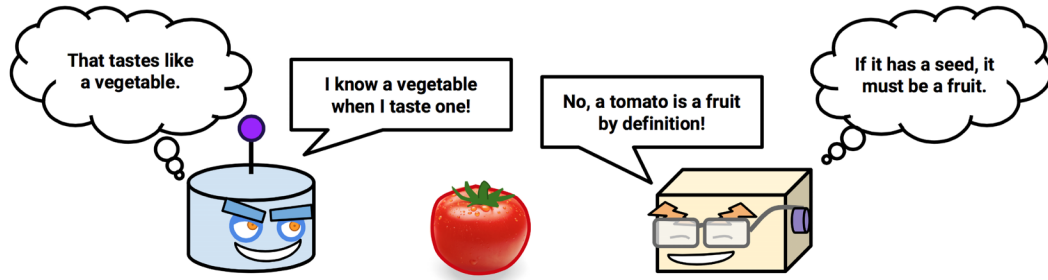 That tastes like
a vegetable.
I know a vegetable
when I taste one!
No, a tomato is a fruit
by definition!
If it has a seed, it
must be a fruit.